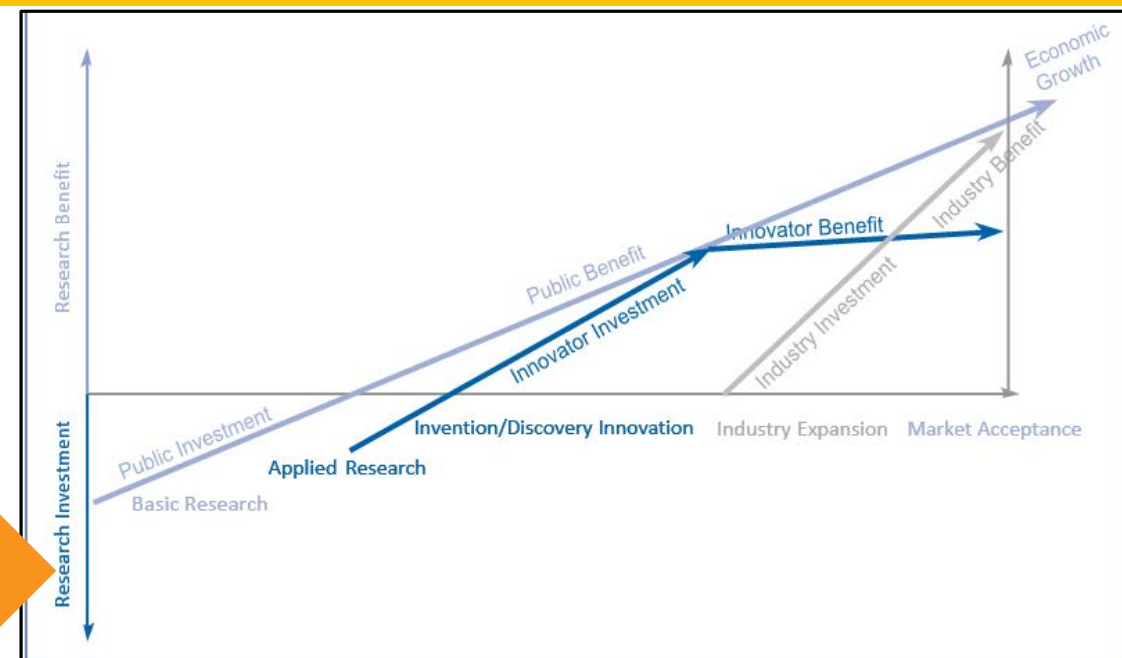 Economic
Growth
Research Benefit
Industry Benefit
Innovator Benefit
Public Benefit
Innovator Investment
Industry Investment
Public Investment
Invention/Discovery Innovation
Industry Expansion
Market Acceptance
Applied Research
Basic Research
Research Investment